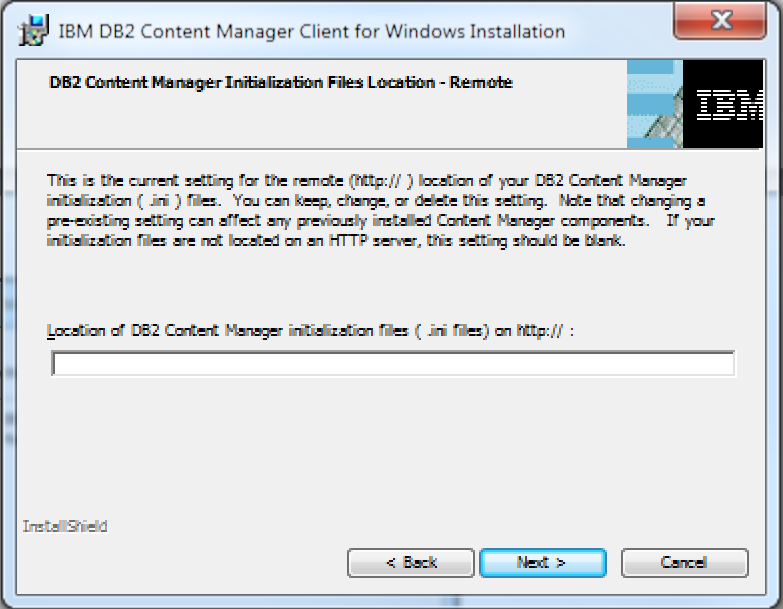 IBM DB2 Content Manager Client for Windows Installation
DB2 Content Manager Initialization Files Location - Remote
IBM
This is the current setting for the remote (http:// ) location of your DB2 Content Manager
initialization ( .ini ) files.  You can keep, change, or delete this setting.  Note that changing a
pre-existing setting can affect any previously installed Content Manager components.   If your
initialization files are not located on an HTTP server, this setting should be blank.
Location of DB2 Content Manager initialization files ( .ini files) on http:// :
InstallShield
< Back
Next >
Cancel